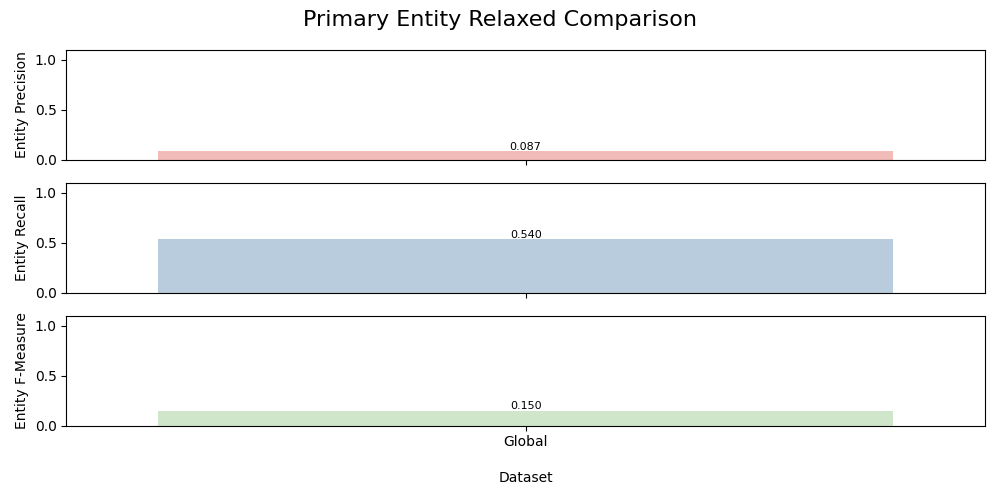 Primary Entity Relaxed Comparison
Entity Precision
1.0
0.5
0.0
0.087
Entity Recall
1.0
0.5
0.0
0.540
Entity F-Measure
1.0
0.5
0.0
0.150
Global
Dataset